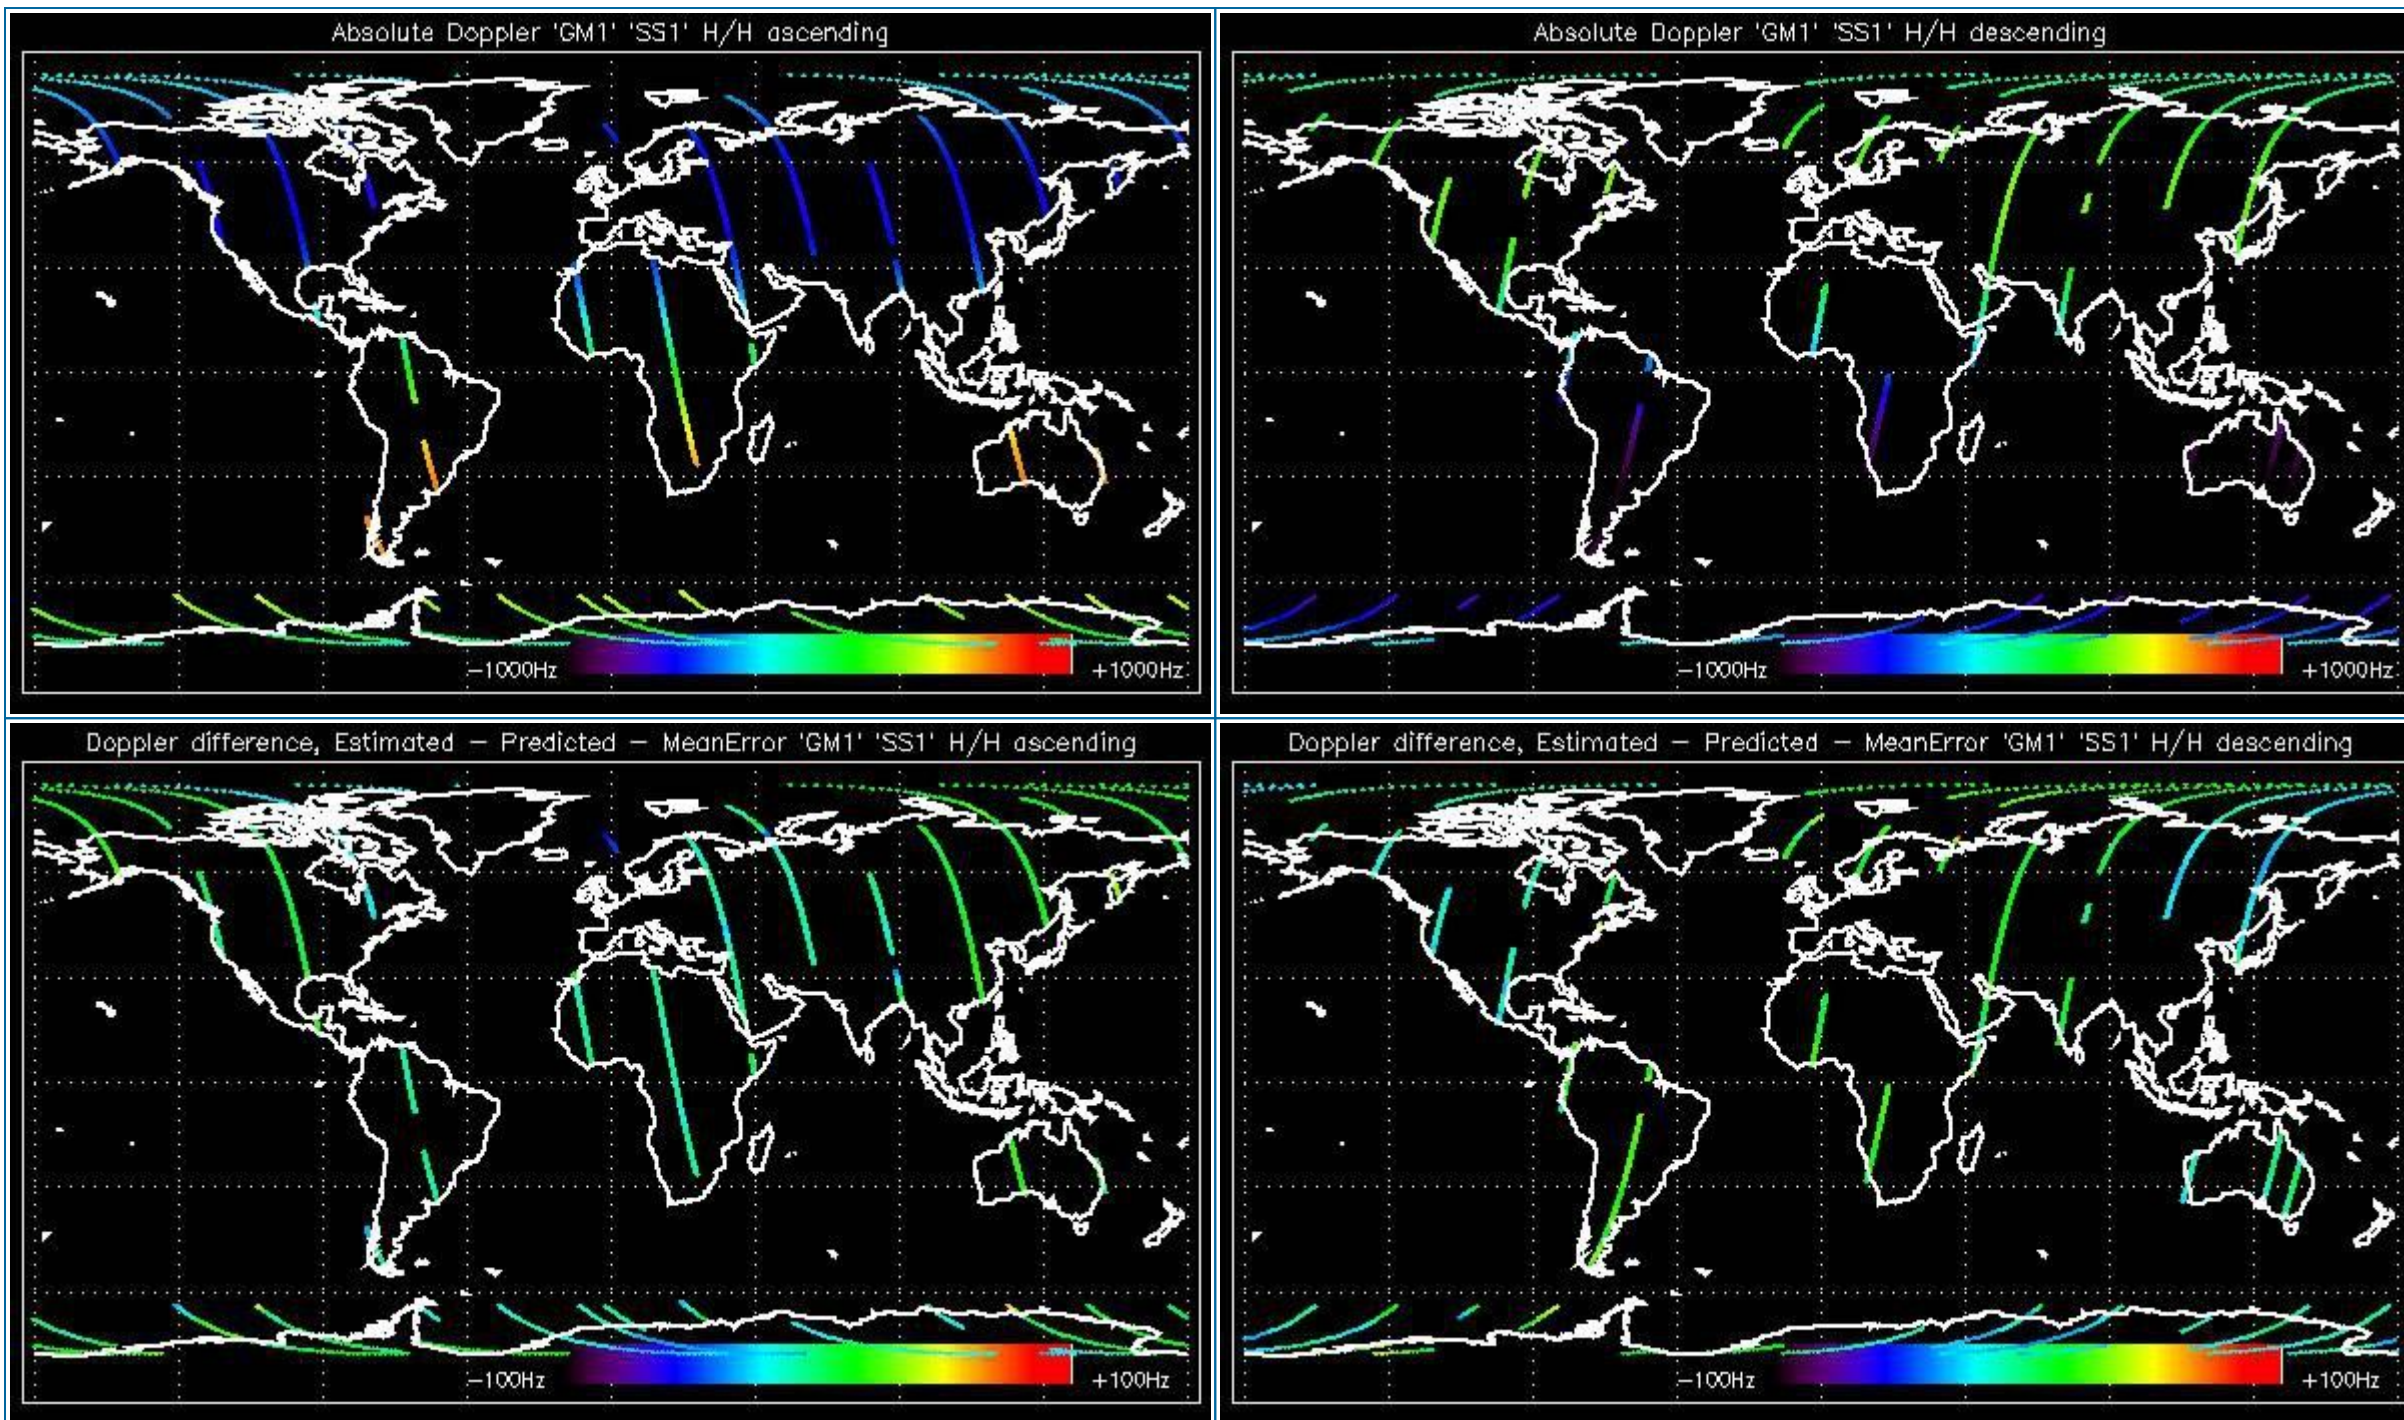 Absolute Doppler 'GM1' 'SS1' H/H ascending
-1000Hz
+1000Hz
Absolute Doppler 'GM1' 'SS1' H/H descending
-1000Hz
+1000Hz
Doppler difference, Estimated - Predicted - MeanError 'GM1' 'SS1' H/H ascending
-100Hz
+100Hz
Doppler difference, Estimated - Predicted - MeanError 'GM1' 'SS1' H/H descending
-100Hz
+100Hz